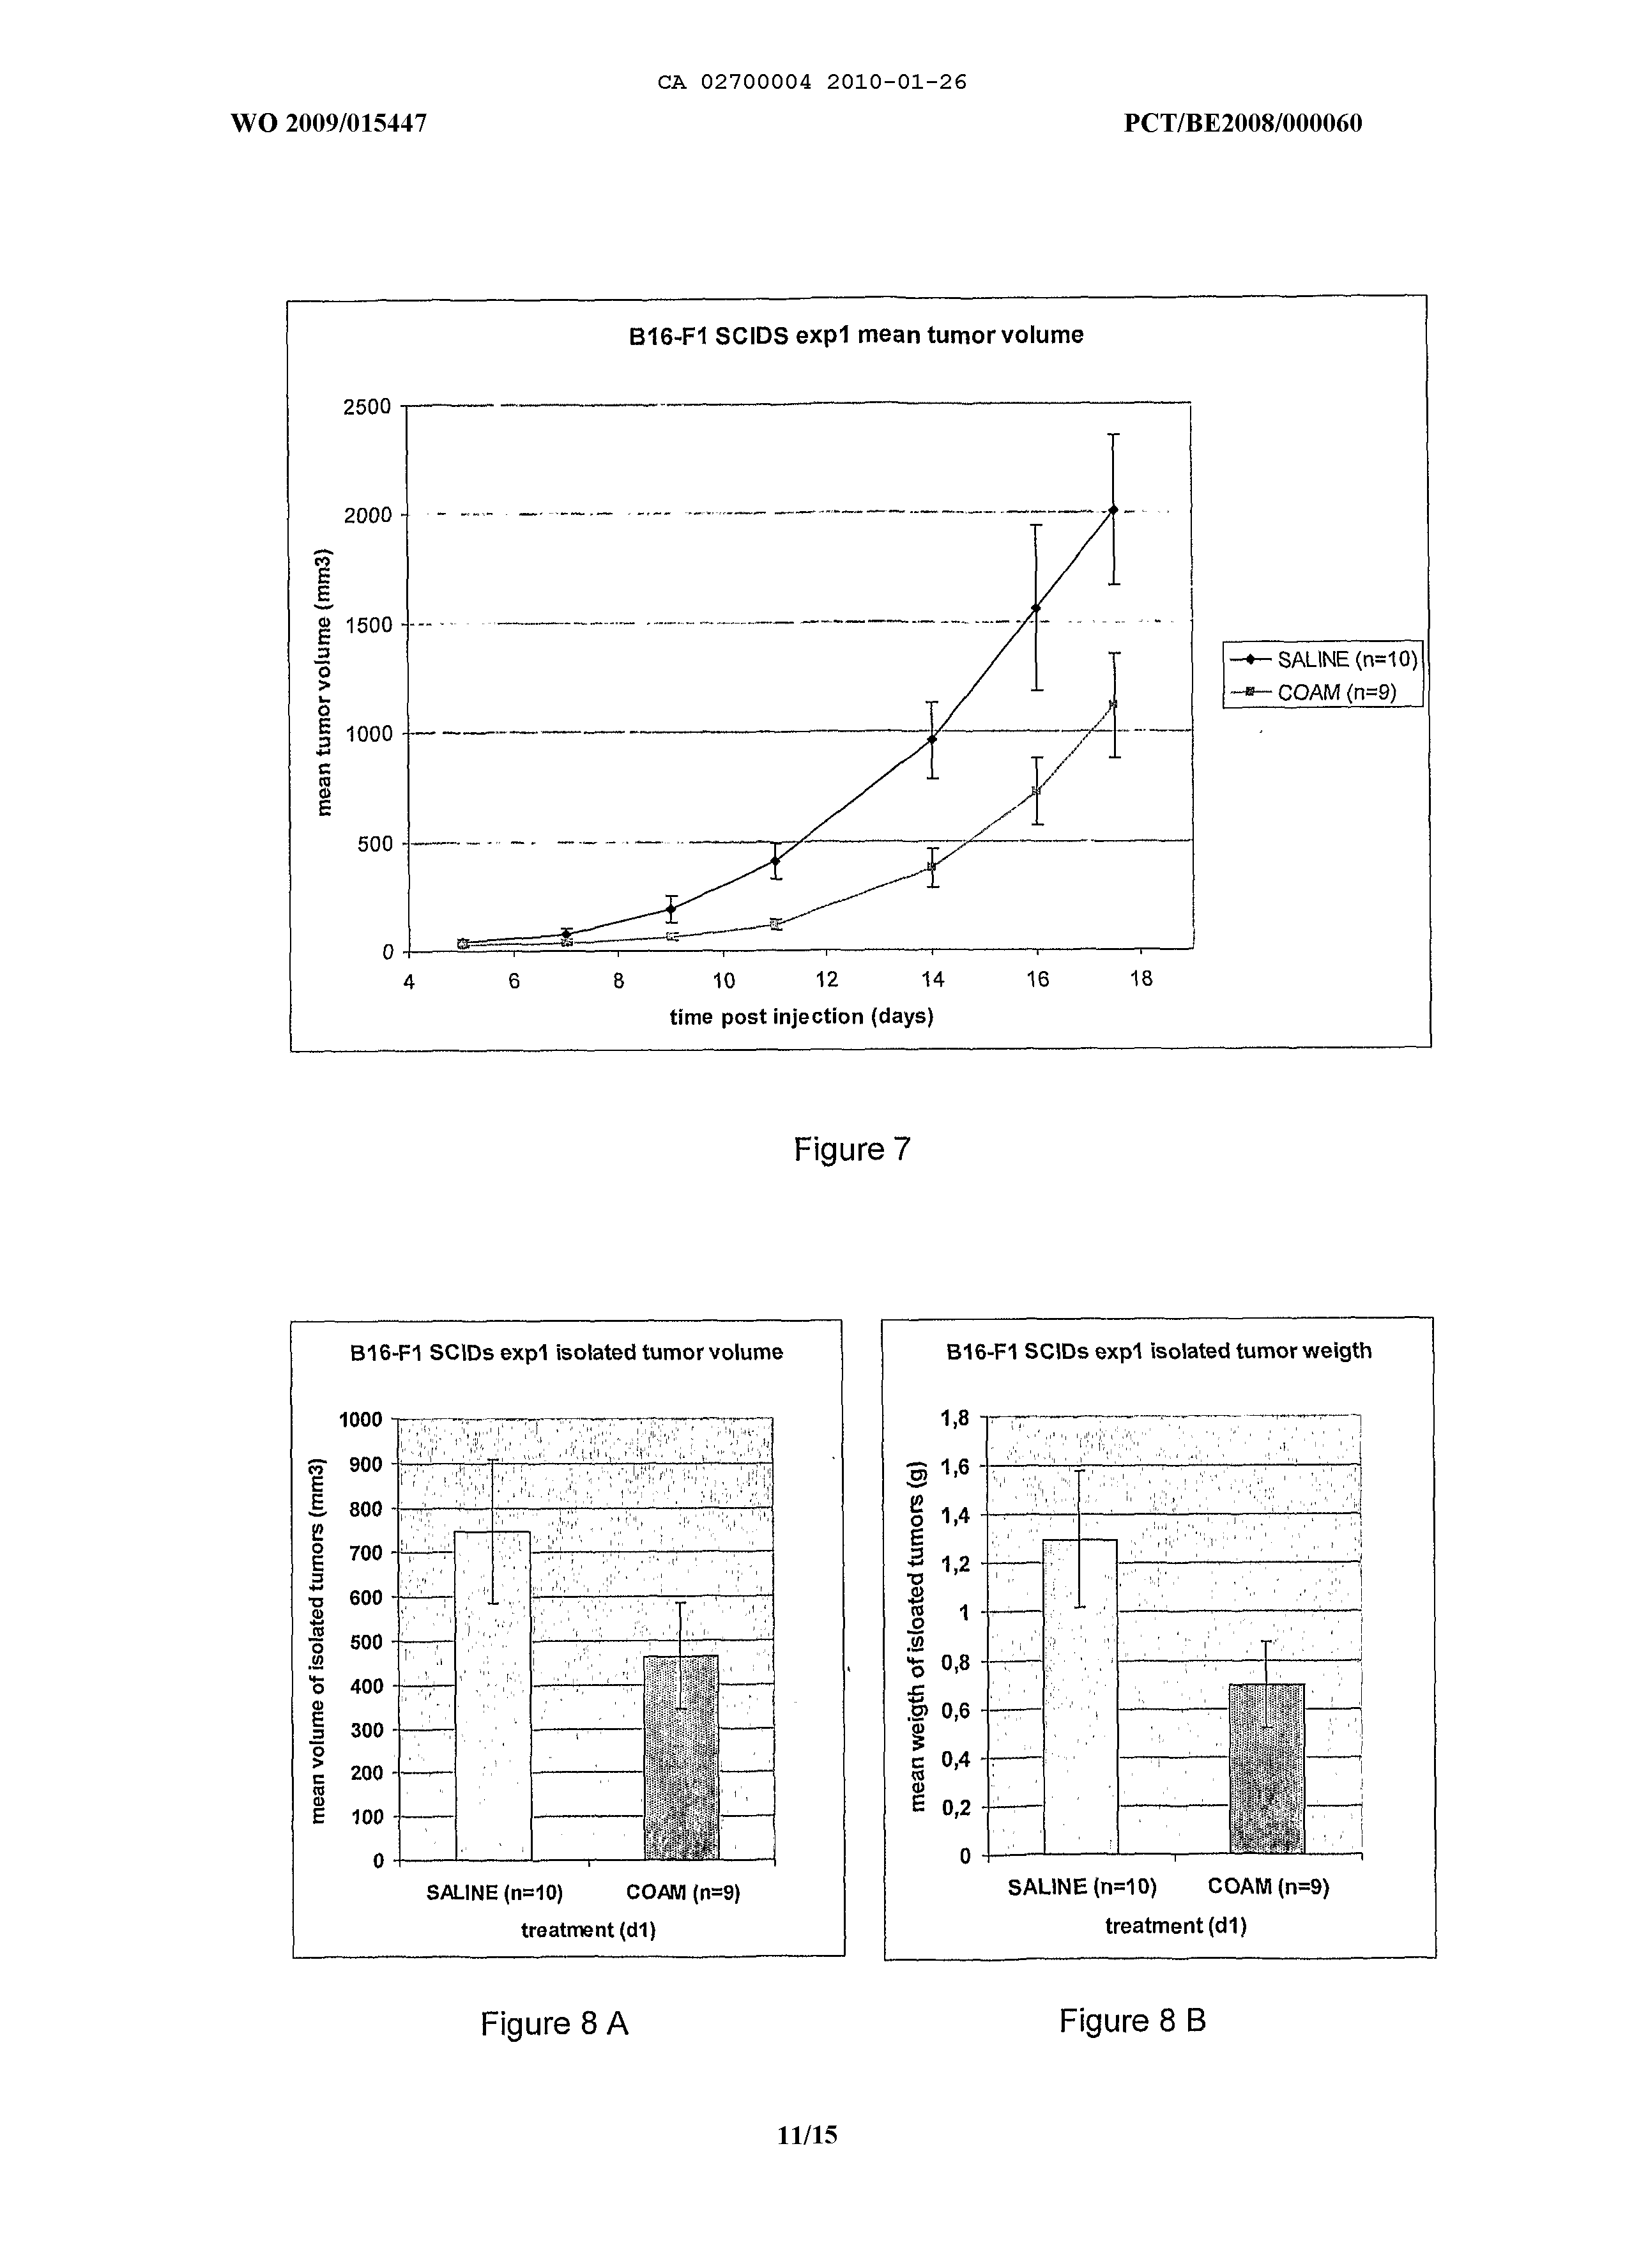 CA 02700004 2010-01-26
WO 2009/015447 PCT/BE2008/000060
B16-F1 SCIDS exp1 mean tumor volume
2500
2000
1500
1000
500
0
mean tumor volume (mm3)
4 6 8 10 12 14 16 18
time post injection (days)
SALINE (n=10)
COAM (n=9)
Figure 7
B16-F1 SCIDs exp1 isolated tumor volume
1000
900
800
700
600
500
400
300
200
100
0
mean volume of isolated tumors (mm3)
SALINE (n=10) COAM (n=9)
treatment (d1)
Figure 8 A
B16-F1 SCIDs exp1 isolated tumor weigth
1,8
1,6
1,4
1,2
1
0,8
0,6
0,4
0,2
0
mean weigth of isloated tumors (g)
SALINE (n=10) COAM (n=9)
treatment (d1)
Figure 8 B
11/15